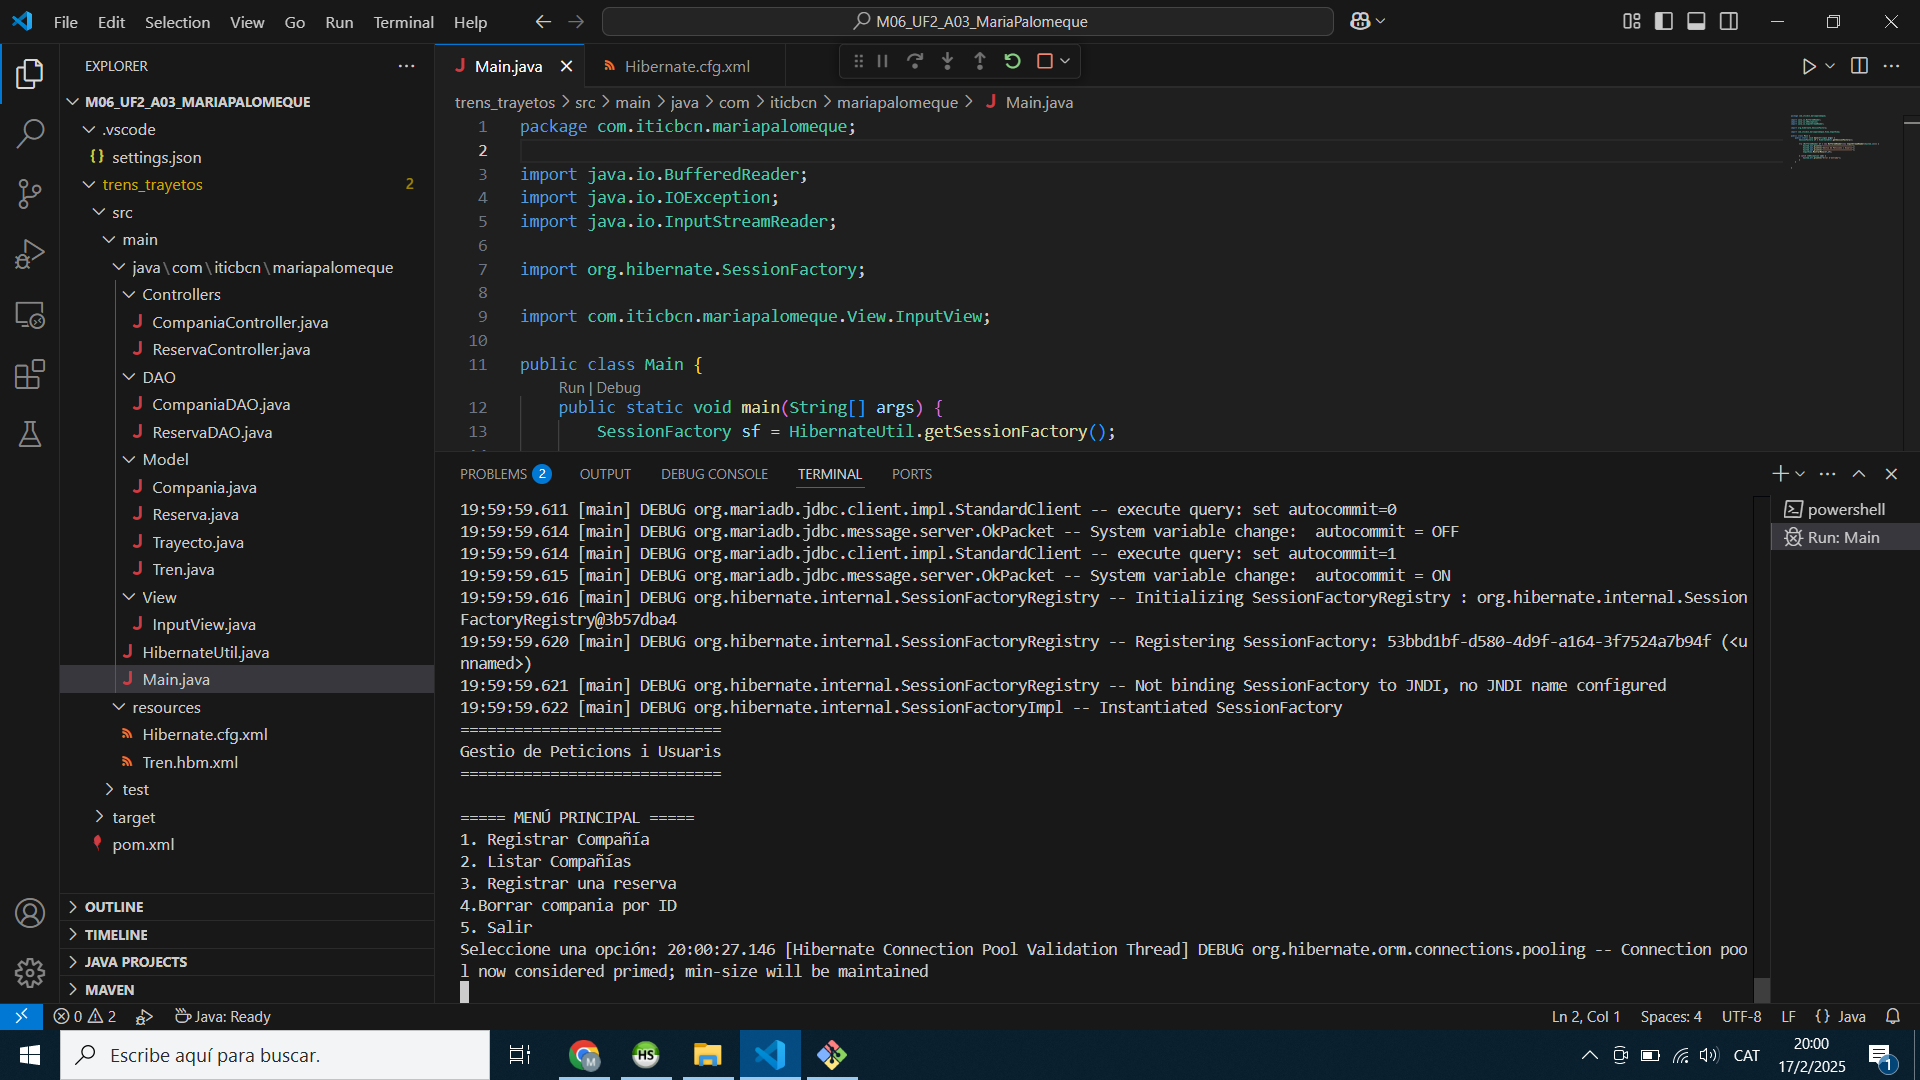 File Edit Selection View Go Run Terminal Help
M06_UF2_A03_MariaPalomeque
EXPLORER
M06_UF2_A03_MARIAPALOMEQUE
.vscode
settings.json
trens_trayetos 2
src
main
java\com\iticbcn\mariapalomeque
Controllers
CompaniaController.java
ReservaController.java
DAO
CompaniaDAO.java
ReservaDAO.java
Model
Compania.java
Reserva.java
Trayecto.java
Tren.java
View
InputView.java
HibernateUtil.java
Main.java
resources
Hibernate.cfg.xml
Tren.hbm.xml
test
target
pom.xml
OUTLINE
TIMELINE
JAVA PROJECTS
MAVEN
Main.java Hibernate.cfg.xml
trens_trayetos > src > main > java > com > iticbcn > mariapalomeque > Main.java
1 package com.iticbcn.mariapalomeque;
2
3 import java.io.BufferedReader;
4 import java.io.IOException;
5 import java.io.InputStreamReader;
6
7 import org.hibernate.SessionFactory;
8
9 import com.iticbcn.mariapalomeque.View.InputView;
10
11 public class Main {
Run | Debug
12 public static void main(String[] args) {
13 SessionFactory sf = HibernateUtil.getSessionFactory();
PROBLEMS 2 OUTPUT DEBUG CONSOLE TERMINAL PORTS
powershell
Run: Main
19:59:59.611 [main] DEBUG org.mariadb.jdbc.client.impl.StandardClient -- execute query: set autocommit=0
19:59:59.614 [main] DEBUG org.mariadb.jdbc.message.server.OkPacket -- System variable change:  autocommit = OFF
19:59:59.614 [main] DEBUG org.mariadb.jdbc.client.impl.StandardClient -- execute query: set autocommit=1
19:59:59.615 [main] DEBUG org.mariadb.jdbc.message.server.OkPacket -- System variable change:  autocommit = ON
19:59:59.616 [main] DEBUG org.hibernate.internal.SessionFactoryRegistry -- Initializing SessionFactoryRegistry : org.hibernate.internal.Session
FactoryRegistry@3b57dba4
19:59:59.620 [main] DEBUG org.hibernate.internal.SessionFactoryRegistry -- Registering SessionFactory: 53bbd1bf-d580-4d9f-a164-3f7524a7b94f (<u
nnamed>)
19:59:59.621 [main] DEBUG org.hibernate.internal.SessionFactoryRegistry -- Not binding SessionFactory to JNDI, no JNDI name configured
19:59:59.622 [main] DEBUG org.hibernate.internal.SessionFactoryImpl -- Instantiated SessionFactory
=============================
Gestio de Peticions i Usuaris
=============================
===== MENÚ PRINCIPAL =====
1. Registrar Compañía
2. Listar Compañías
3. Registrar una reserva
4.Borrar compania por ID
5. Salir
Seleccione una opción: 20:00:27.146 [Hibernate Connection Pool Validation Thread] DEBUG org.hibernate.orm.connections.pooling -- Connection poo
l now considered primed; min-size will be maintained
0 2 Java: Ready Ln 2, Col 1 Spaces: 4 UTF-8 LF {} Java
Escribe aquí para buscar.
M
HS
CAT
20:00
17/2/2025
1